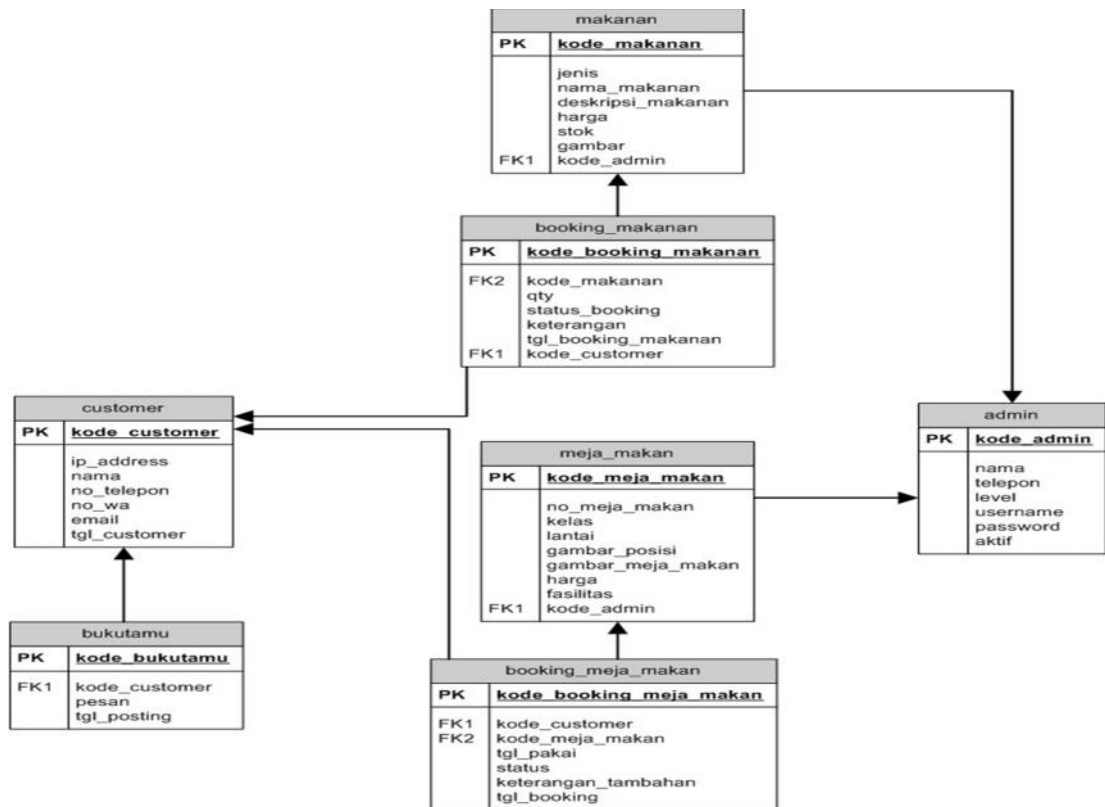 makanan
PK kode_makanan
jenis
nama_makanan
deskripsi_makanan
harga
stok
gambar
FK1 kode_admin
booking_makanan
PK kode_booking_makanan
FK2 kode_makanan
qty
status_booking
keterangan
tgl_booking_makanan
FK1 kode_customer
customer
PK kode_customer
ip_address
nama
no_telepon
no_wa
email
tgl_customer
meja_makan
PK kode_meja_makan
no_meja_makan
kelas
lantai
gambar_posisi
gambar_meja_makan
harga
fasilitas
FK1 kode_admin
admin
PK kode_admin
nama
telepon
level
username
password
aktif
bukutamu
PK kode_bukutamu
FK1 kode_customer
pesan
tgl_posting
booking_meja_makan
PK kode_booking_meja_makan
FK1 kode_customer
FK2 kode_meja_makan
tgl_pakai
status
keterangan_tambahan
tgl_booking